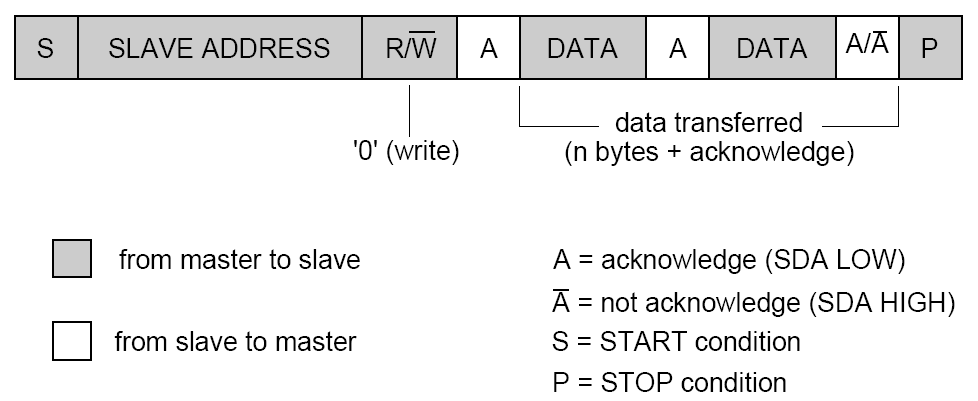 S SLAVE ADDRESS R/W̅ A DATA A DATA A/A̅ P
'0' (write)
data transferred
(n bytes + acknowledge)
from master to slave
from slave to master
A = acknowledge (SDA LOW)
A̅ = not acknowledge (SDA HIGH)
S = START condition
P = STOP condition